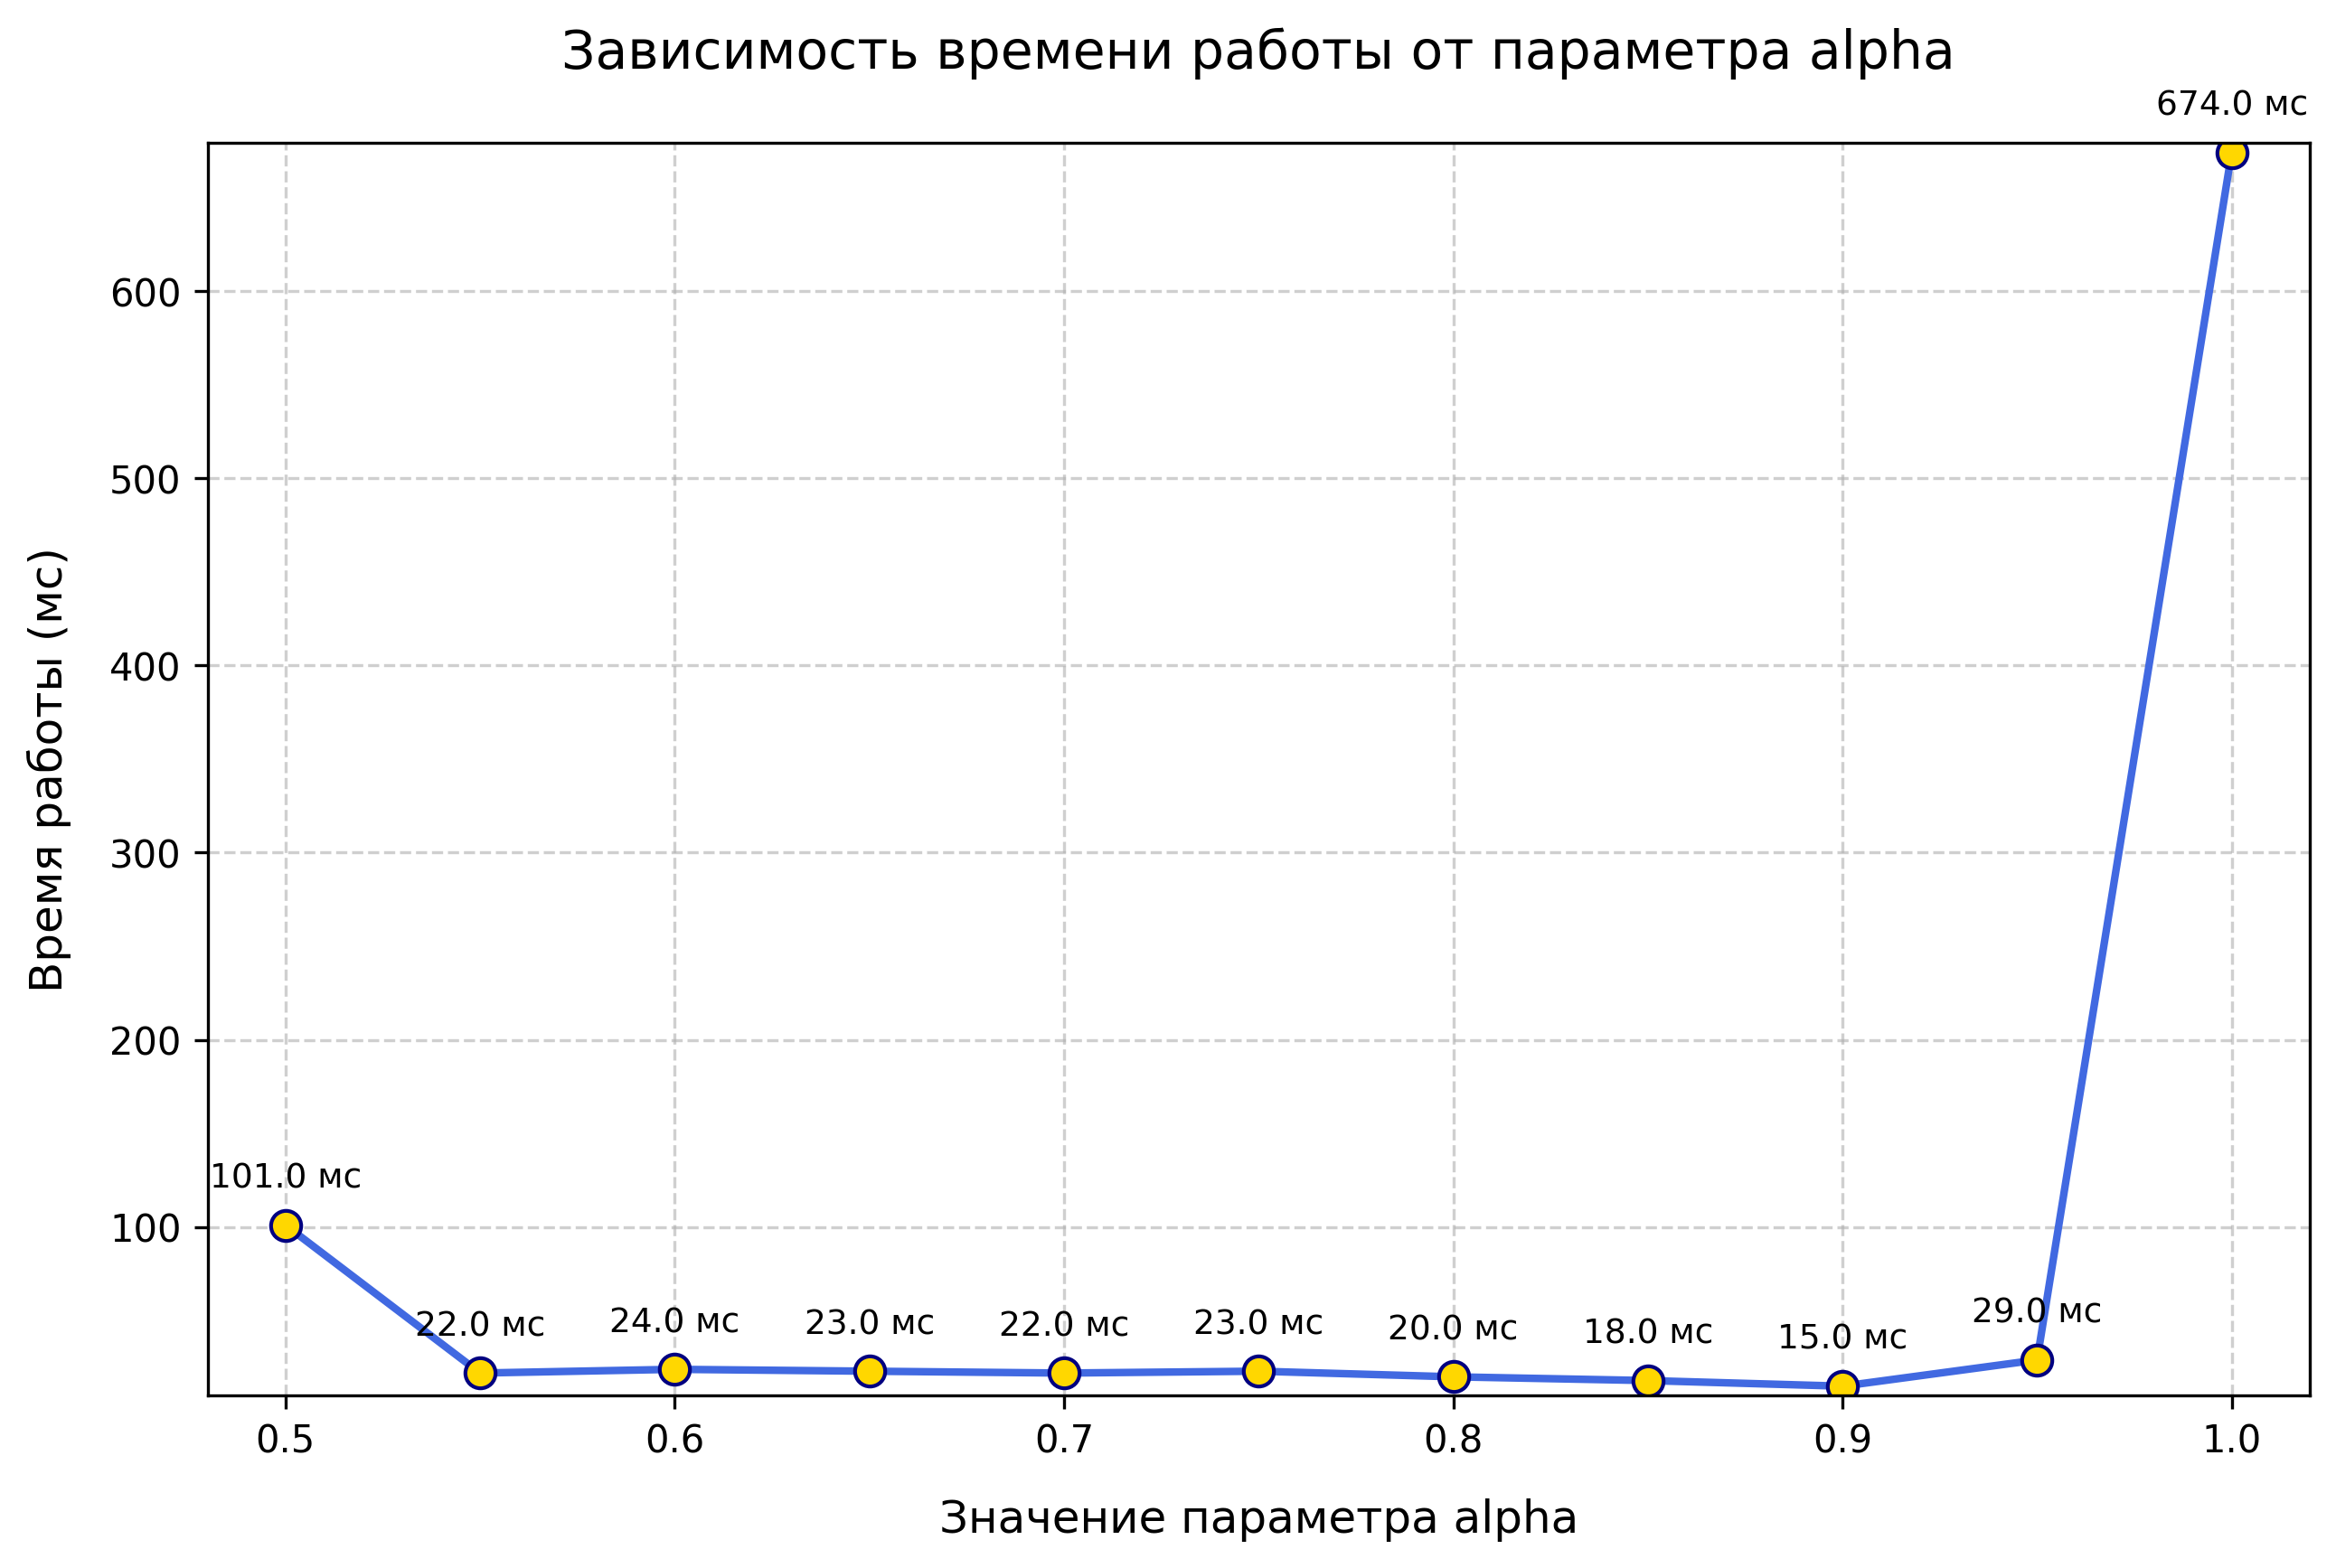 Зависимость времени работы от параметра alpha
674.0 мс
600
500
400
300
200
100
Время работы (мс)
101.0 мс
22.0 мс
24.0 мс
23.0 мс
22.0 мс
23.0 мс
20.0 мс
18.0 мс
15.0 мс
29.0 мс
0.5
0.6
0.7
0.8
0.9
1.0
Значение параметра alpha